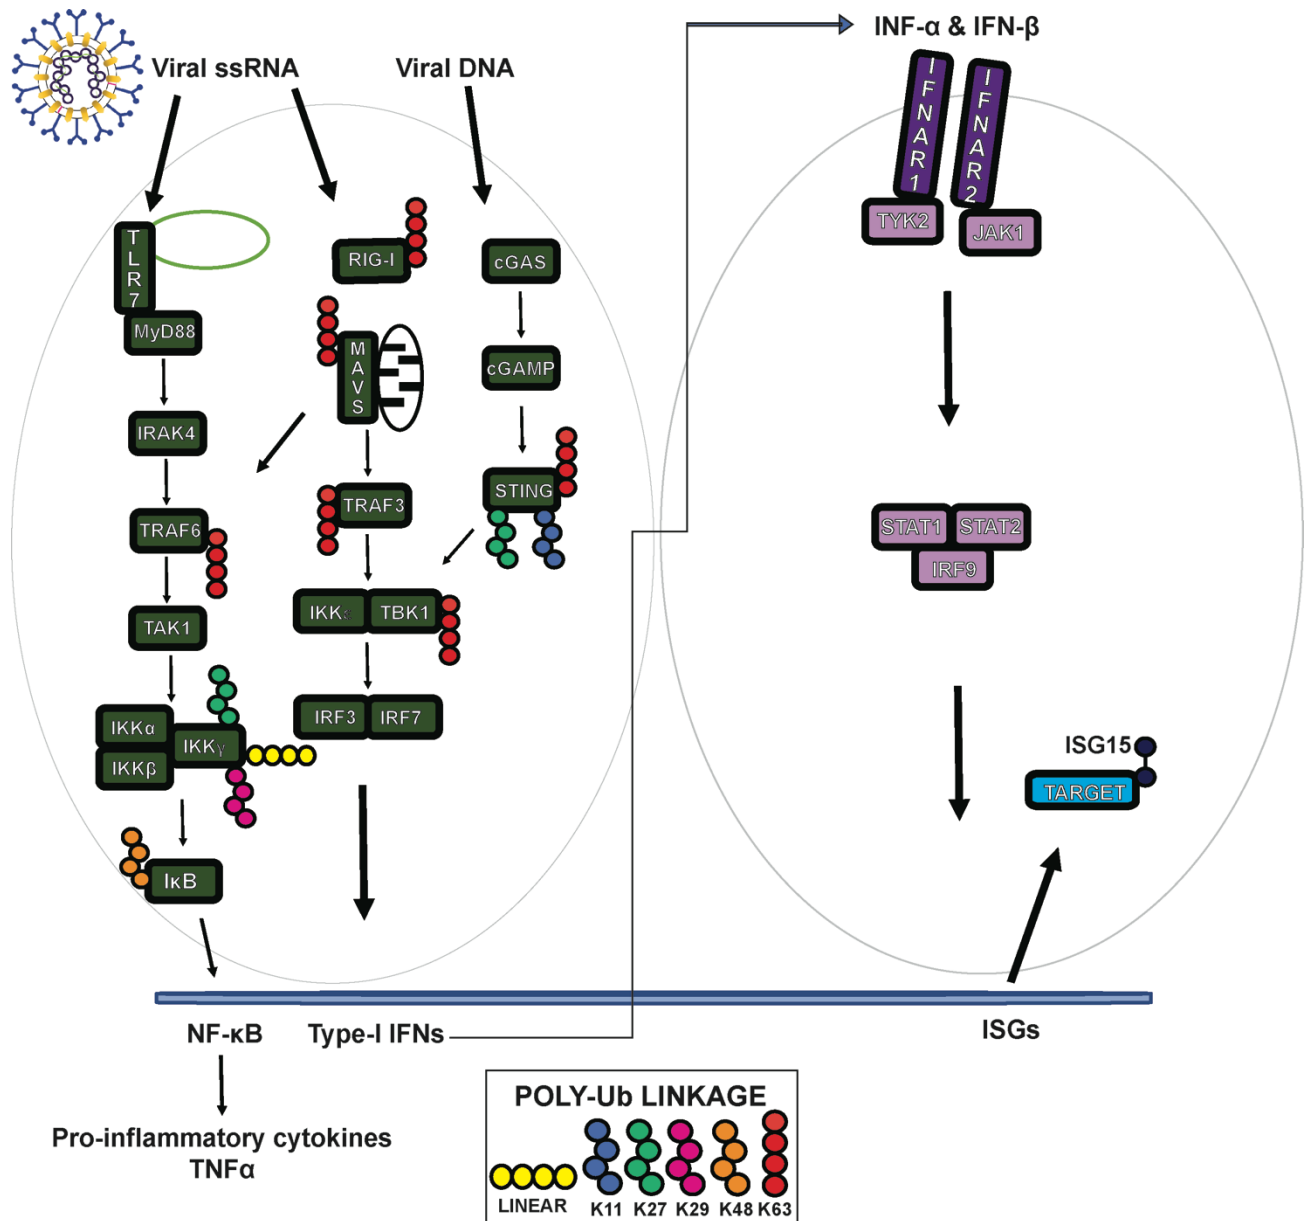 Viral ssRNA
Viral DNA
INF-α & IFN-β
IFNAR1
IFNAR2
TYK2
JAK1
TLR7
MyD88
RIG-I
cGAS
MAVS
cGAMP
IRAK4
STING
TRAF3
TRAF6
STAT1
STAT2
IRF9
IKKε
TBK1
TAK1
IRF3
IRF7
IKKα
IKKγ
IKKβ
ISG15
TARGET
IκB
NF-κB
Type-I IFNs
ISGs
Pro-inflammatory cytokines
TNFα
POLY-Ub LINKAGE
LINEAR
K11
K27
K29
K48
K63